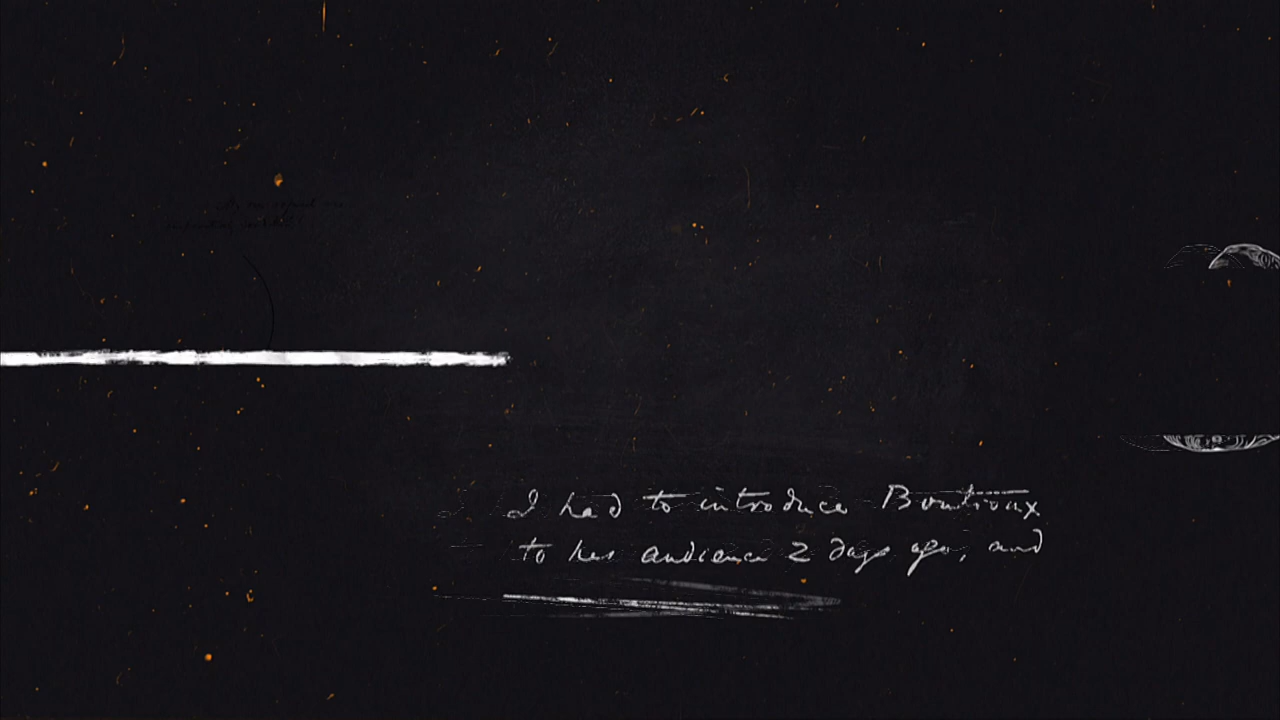 I had to introduce Boutroux
to his audience 2 days ago, and